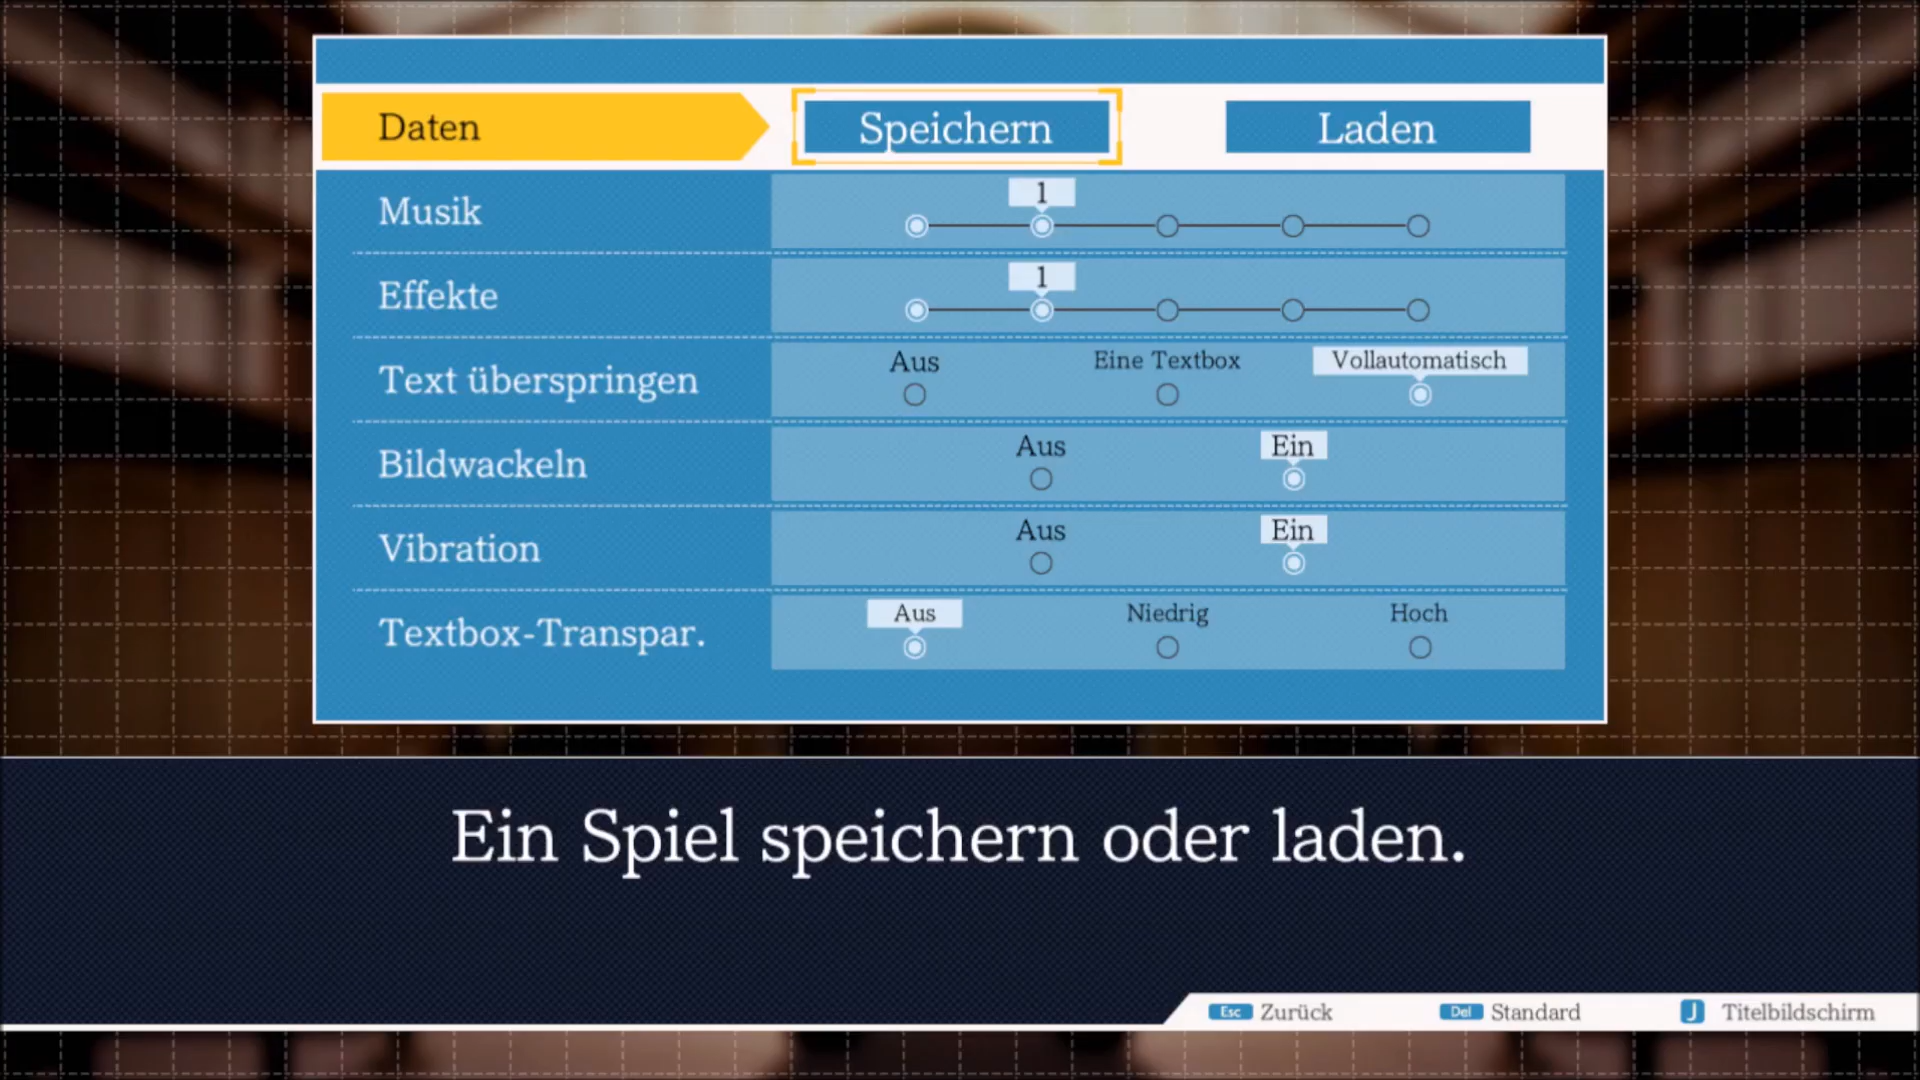 Daten Speichern Laden
Musik 1
Effekte 1
Text überspringen Aus Eine Textbox Vollautomatisch
Bildwackeln Aus Ein
Vibration Aus Ein
Textbox-Transpar. Aus Niedrig Hoch
Ein Spiel speichern oder laden.
Esc Zurück Del Standard J Titelbildschirm